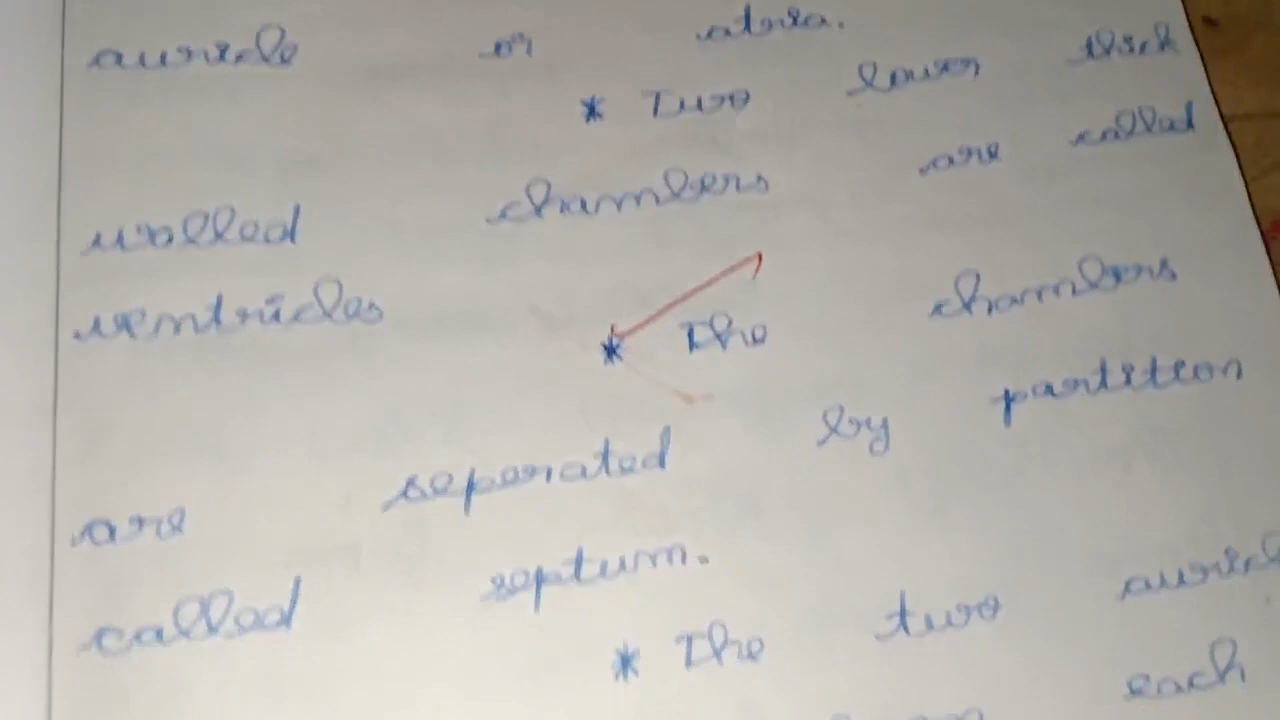 auricle or atria.
* Two lower thick
walled chambers are called
ventricles
* The chambers
are seperated by partition
called septum.
* The two
each